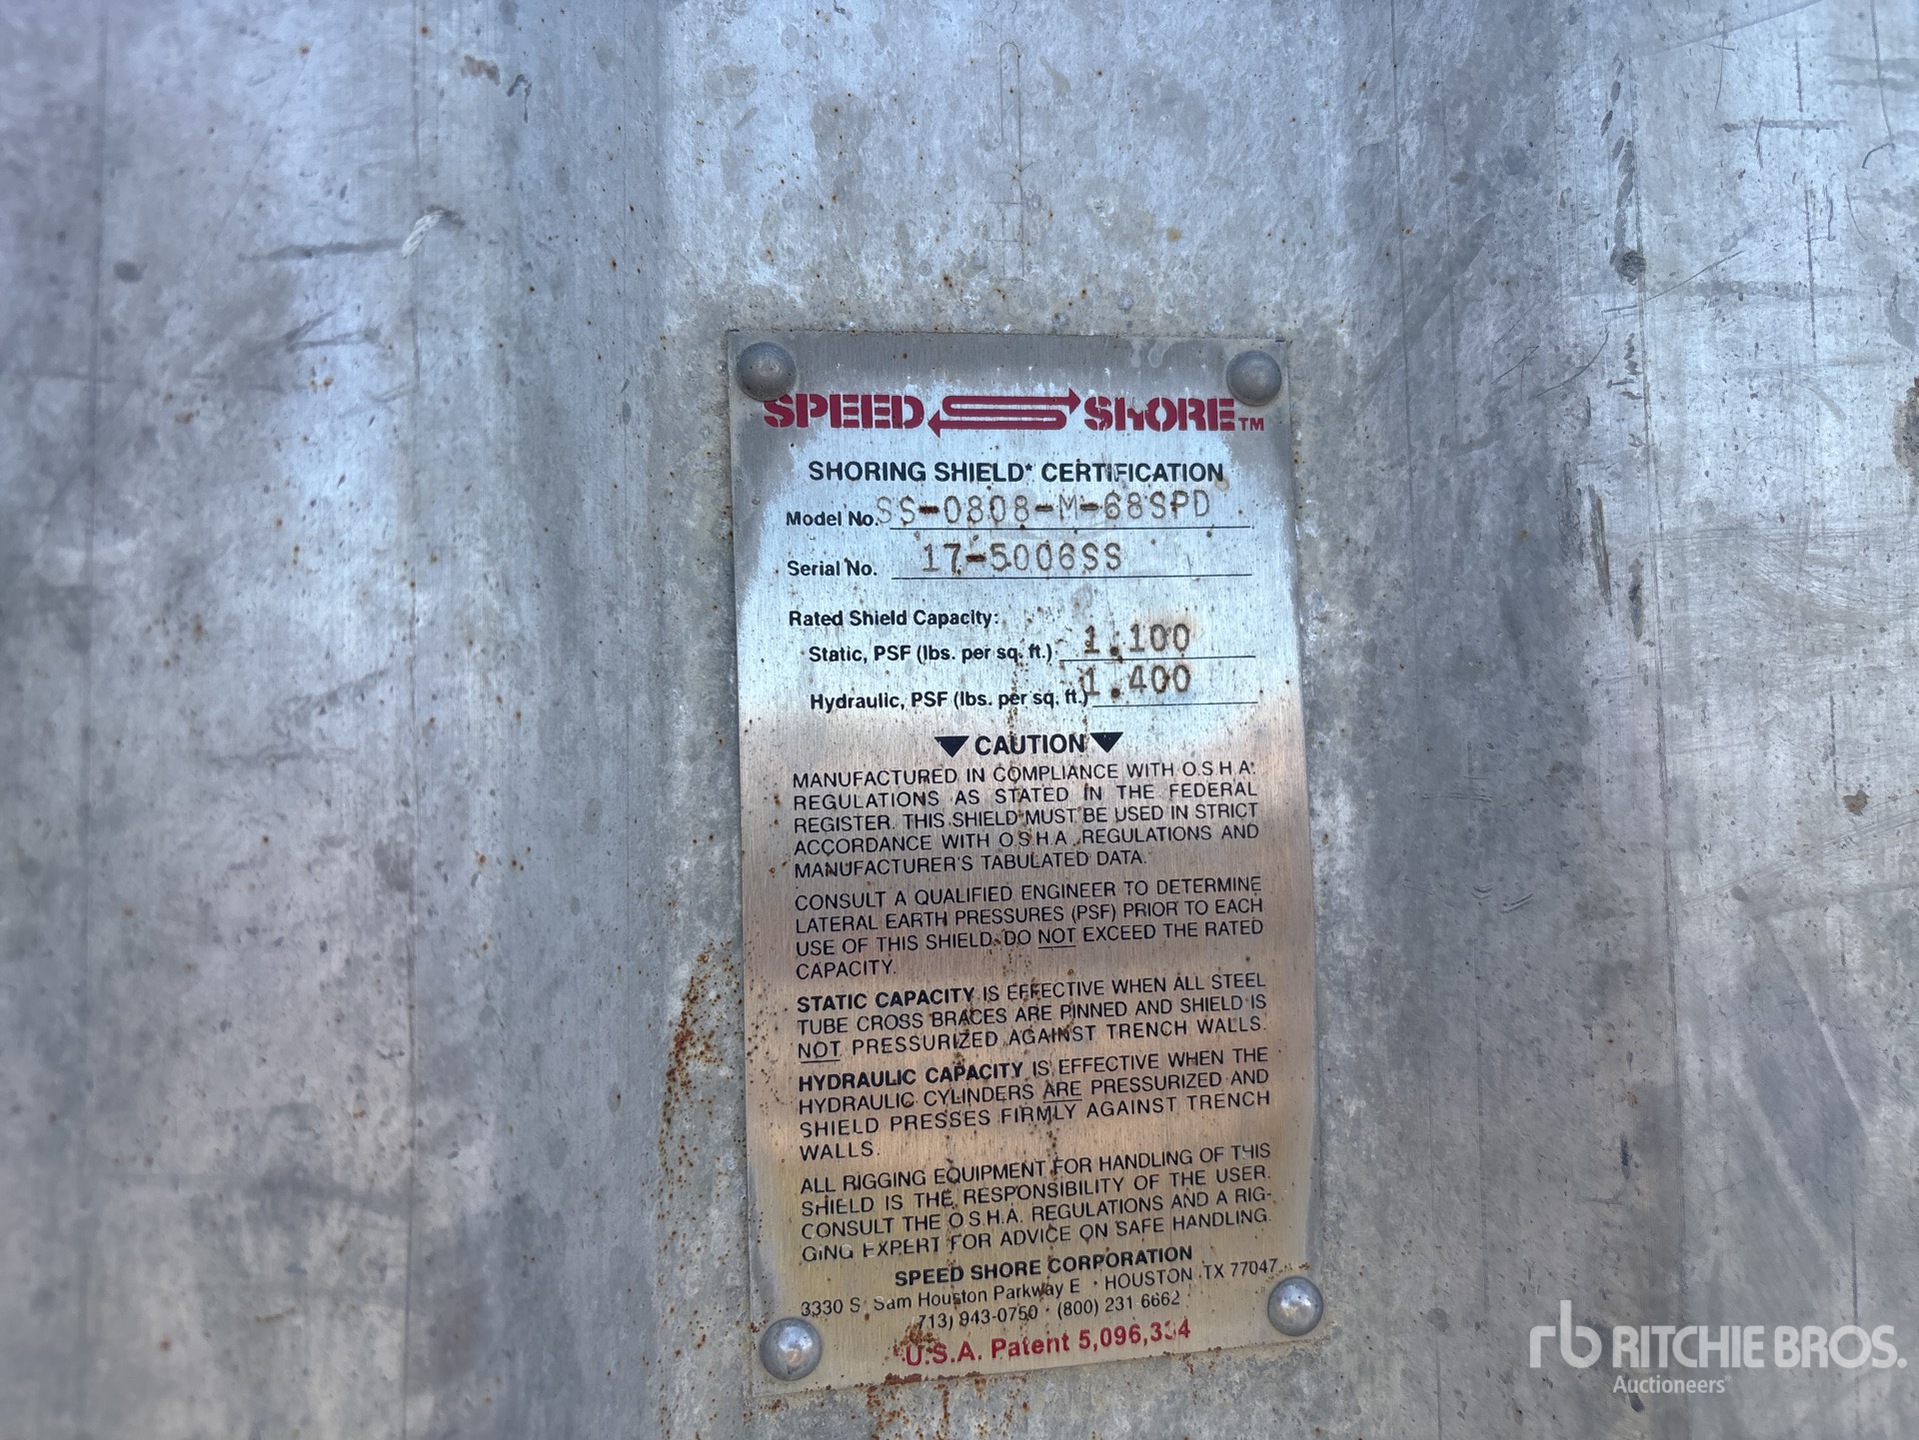 SPEED SHORE TM
SHORING SHIELD* CERTIFICATION
Model No. SS-0808-M-68SPD
Serial No. 17-5006SS
Rated Shield Capacity:
Static, PSF (lbs. per sq. ft.) 1.100
Hydraulic, PSF (lbs. per sq. ft.) 1.400
CAUTION
MANUFACTURED IN COMPLIANCE WITH O.S.H.A.
REGULATIONS AS STATED IN THE FEDERAL
REGISTER. THIS SHIELD MUST BE USED IN STRICT
ACCORDANCE WITH O.S.H.A. REGULATIONS AND
MANUFACTURER'S TABULATED DATA.
CONSULT A QUALIFIED ENGINEER TO DETERMINE
LATERAL EARTH PRESSURES (PSF) PRIOR TO EACH
USE OF THIS SHIELD. DO NOT EXCEED THE RATED
CAPACITY.
STATIC CAPACITY IS EFFECTIVE WHEN ALL STEEL
TUBE CROSS BRACES ARE PINNED AND SHIELD IS
NOT PRESSURIZED AGAINST TRENCH WALLS.
HYDRAULIC CAPACITY IS EFFECTIVE WHEN THE
HYDRAULIC CYLINDERS ARE PRESSURIZED AND
SHIELD PRESSES FIRMLY AGAINST TRENCH
WALLS.
ALL RIGGING EQUIPMENT FOR HANDLING OF THIS
SHIELD IS THE RESPONSIBILITY OF THE USER.
CONSULT THE O.S.H.A. REGULATIONS AND A RIG-
GING EXPERT FOR ADVICE ON SAFE HANDLING.
SPEED SHORE CORPORATION
3330 S. Sam Houston Parkway E • HOUSTON TX 77047
713) 943-0750 • (800) 231-6662
U.S.A. Patent 5,096,334
rb RITCHIE BROS.
Auctioneers